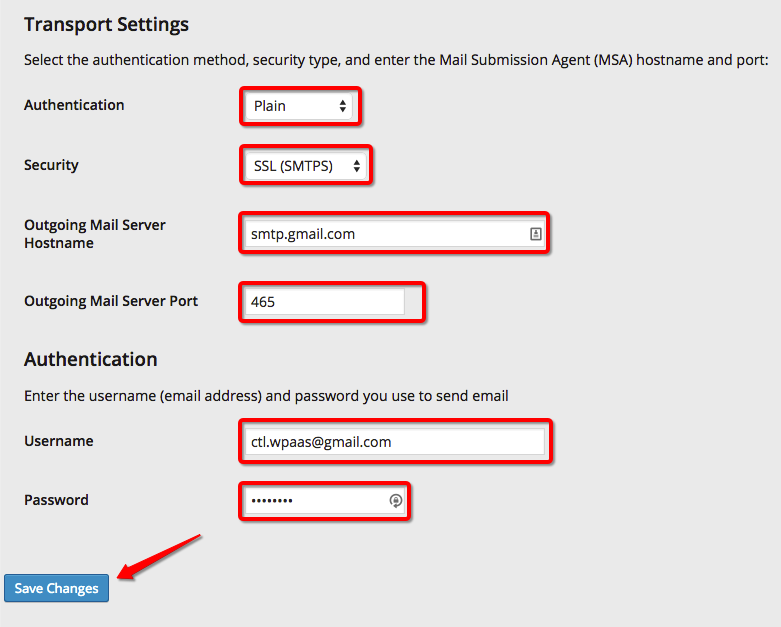 Transport Settings
Select the authentication method, security type, and enter the Mail Submission Agent (MSA) hostname and port:
Authentication
Plain
Security
SSL (SMTPS)
Outgoing Mail Server
Hostname
smtp.gmail.com
Outgoing Mail Server Port
465
Authentication
Enter the username (email address) and password you use to send email
Username
ctl.wpaas@gmail.com
Password
••••••••
Save Changes